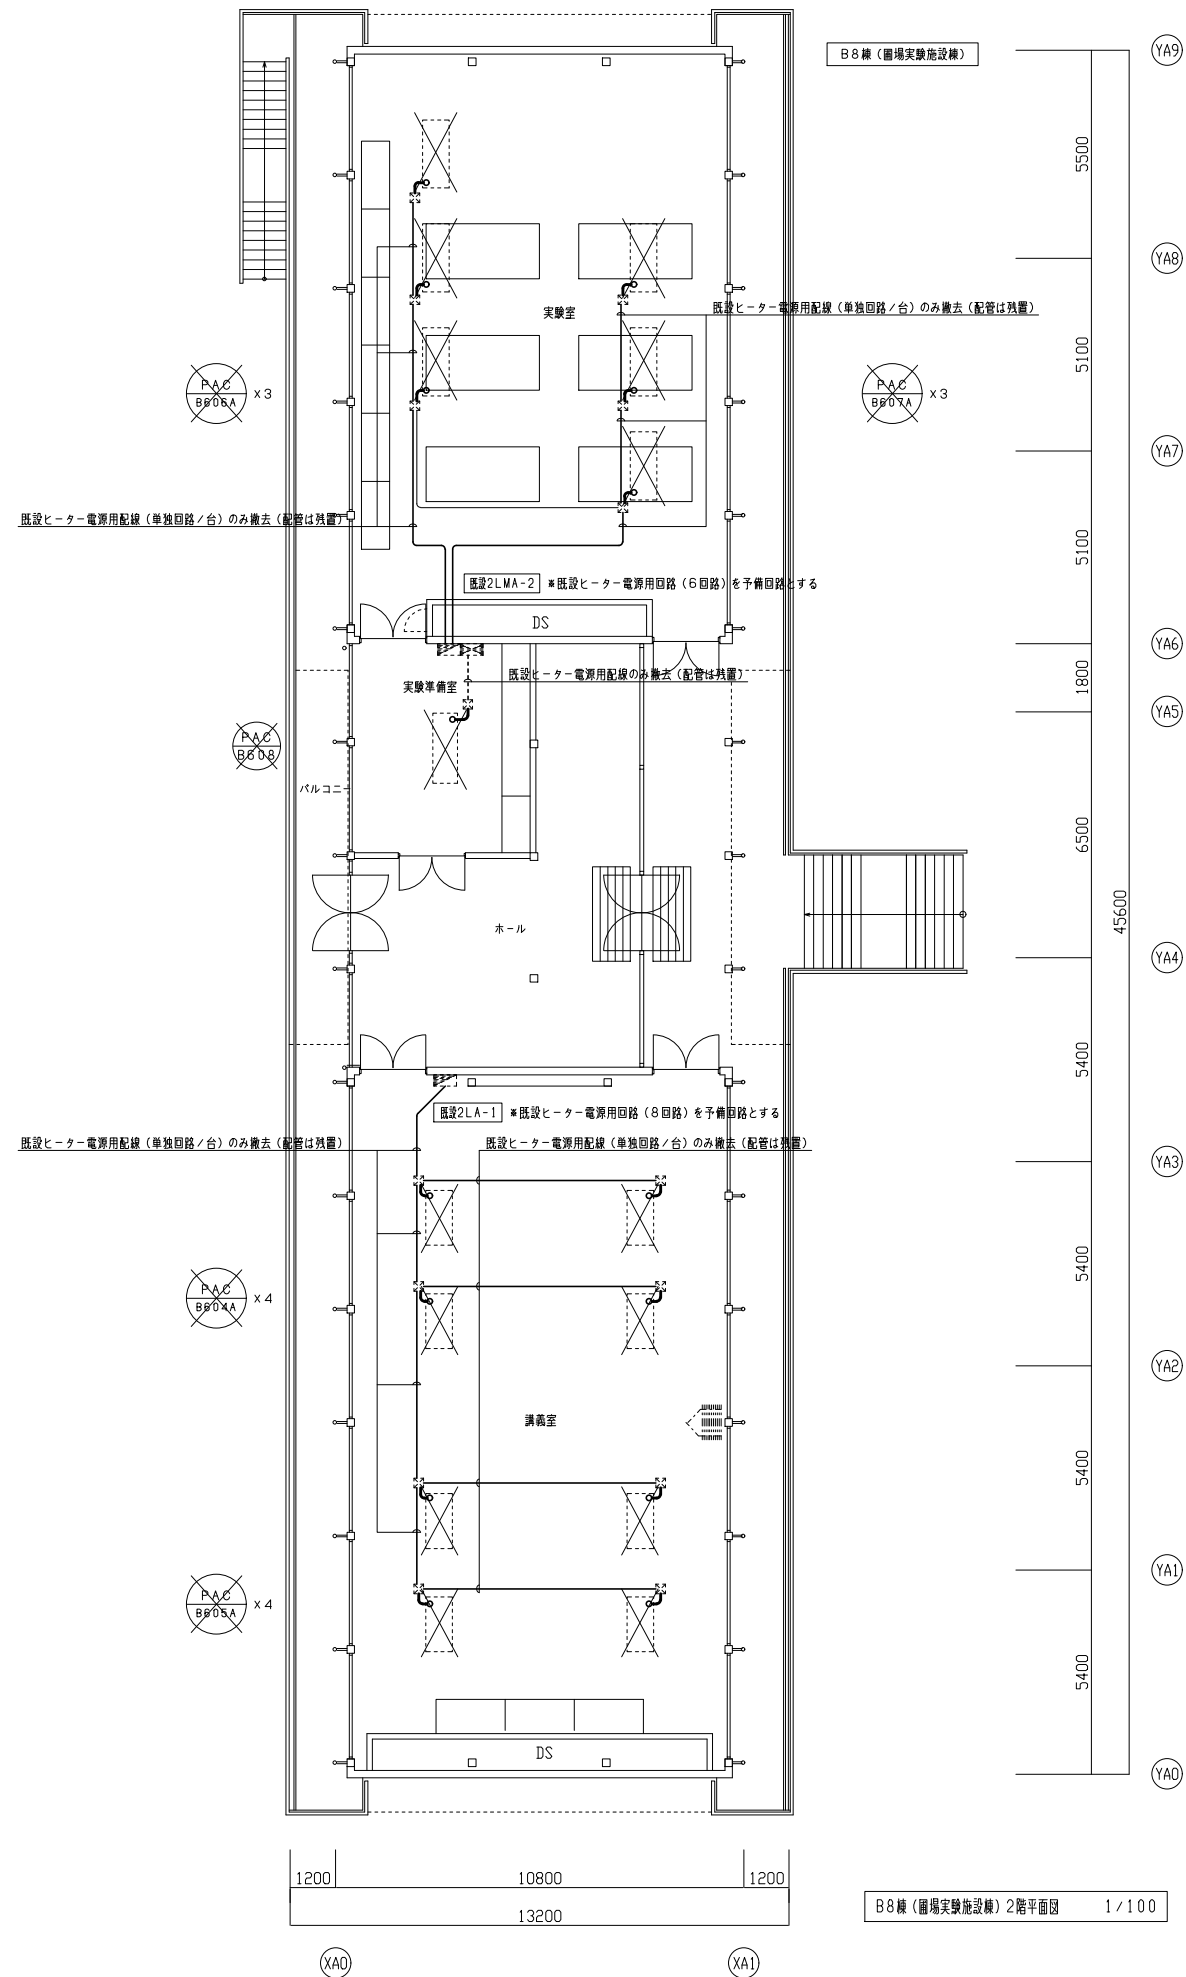 B8棟（圃場実験施設棟）
YA9
5500
YA8
実験室
既設ヒーター電源用配線（単独回路／台）のみ撤去（配管は残置）
5100
PAC
B606A
x3
PAC
B607A
x3
YA7
既設ヒーター電源用配線（単独回路／台）のみ撤去（配管は残置）
5100
既設2LMA-2
※既設ヒーター電源用回路（6回路）を予備回路とする
DS
YA6
既設ヒーター電源用配線のみ撤去（配管は残置）
実験準備室
1800
YA5
PAC
B608
バルコニー
6500
45600
ホール
YA4
5400
既設2LA-1
※既設ヒーター電源用回路（8回路）を予備回路とする
既設ヒーター電源用配線（単独回路／台）のみ撤去（配管は残置）
既設ヒーター電源用配線（単独回路／台）のみ撤去（配管は残置）
YA3
5400
PAC
B604A
x4
YA2
講義室
5400
YA1
PAC
B605A
x4
5400
DS
YA0
1200
10800
1200
13200
B8棟（圃場実験施設棟）2階平面図 1/100
XA0
XA1